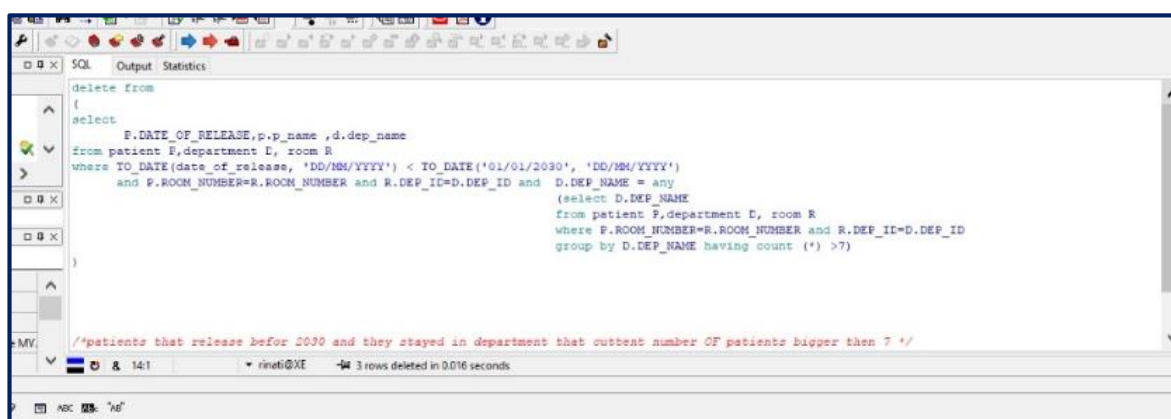 SQL Output Statistics
delete from
(
select
P.DATE_OF_RELEASE,p.p_name ,d.dep_name
from patient P,department D, room R
where TO_DATE(date_of_release, 'DD/MM/YYYY') < TO_DATE('01/01/2030', 'DD/MM/YYYY')
and P.ROOM_NUMBER=R.ROOM_NUMBER and R.DEP_ID=D.DEP_ID and D.DEP_NAME = any
(select D.DEP_NAME
from patient P,department D, room R
where P.ROOM_NUMBER=R.ROOM_NUMBER and R.DEP_ID=D.DEP_ID
group by D.DEP_NAME having count (*) >7)
)
/*patients that release befor 2030 and they stayed in department that cuttent number OF patients bigger then 7 */
MV.
& 14:1 rinati@XE 3 rows deleted in 0.016 seconds
ABC "AB"